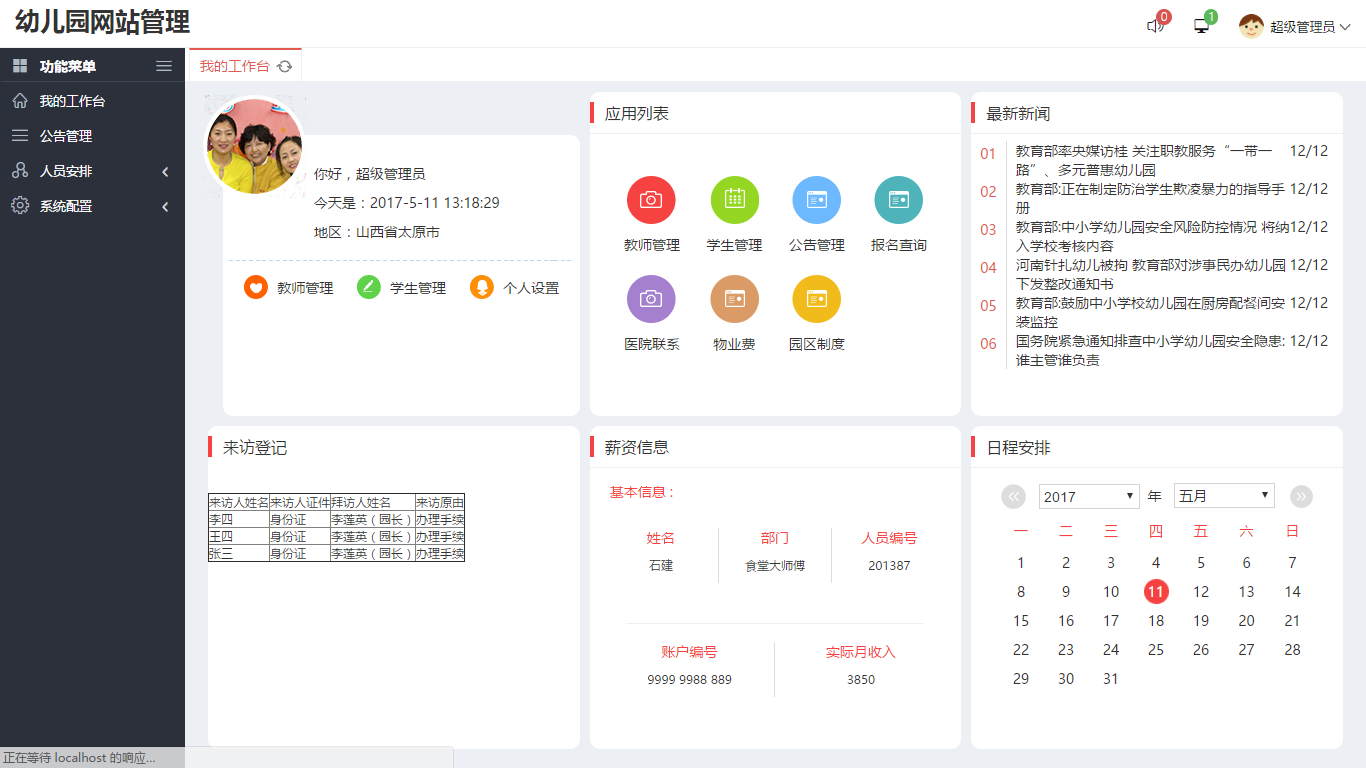 幼儿园网站管理
0
1
超级管理员
功能菜单
我的工作台
公告管理
人员安排
系统配置
我的工作台
你好，超级管理员
今天是：2017-5-11 13:18:29
地区：山西省太原市
教师管理 学生管理 个人设置
应用列表
教师管理 学生管理 公告管理 报名查询
医院联系 物业费 园区制度
最新新闻
01 教育部率央媒访桂 关注职教服务“一带一 12/12
路”、多元普惠幼儿园
02 教育部:正在制定防治学生欺凌暴力的指导手 12/12
册
03 教育部:中小学幼儿园安全风险防控情况 将纳 12/12
入学校考核内容
04 河南针扎幼儿被拘 教育部对涉事民办幼儿园 12/12
下发整改通知书
05 教育部:鼓励中小学校幼儿园在厨房配餐间安 12/12
装监控
06 国务院紧急通知排查中小学幼儿园安全隐患: 12/12
谁主管谁负责
来访登记
来访人姓名 来访人证件 拜访人姓名 来访原由
李四 身份证 李莲英（园长） 办理手续
王四 身份证 李莲英（园长） 办理手续
张三 身份证 李莲英（园长） 办理手续
薪资信息
基本信息：
姓名 部门 人员编号
石建 食堂大师傅 201387
账户编号 实际月收入
9999 9988 889 3850
日程安排
2017 年 五月
一 二 三 四 五 六 日
1 2 3 4 5 6 7
8 9 10 11 12 13 14
15 16 17 18 19 20 21
22 23 24 25 26 27 28
29 30 31
正在等待 localhost 的响应...